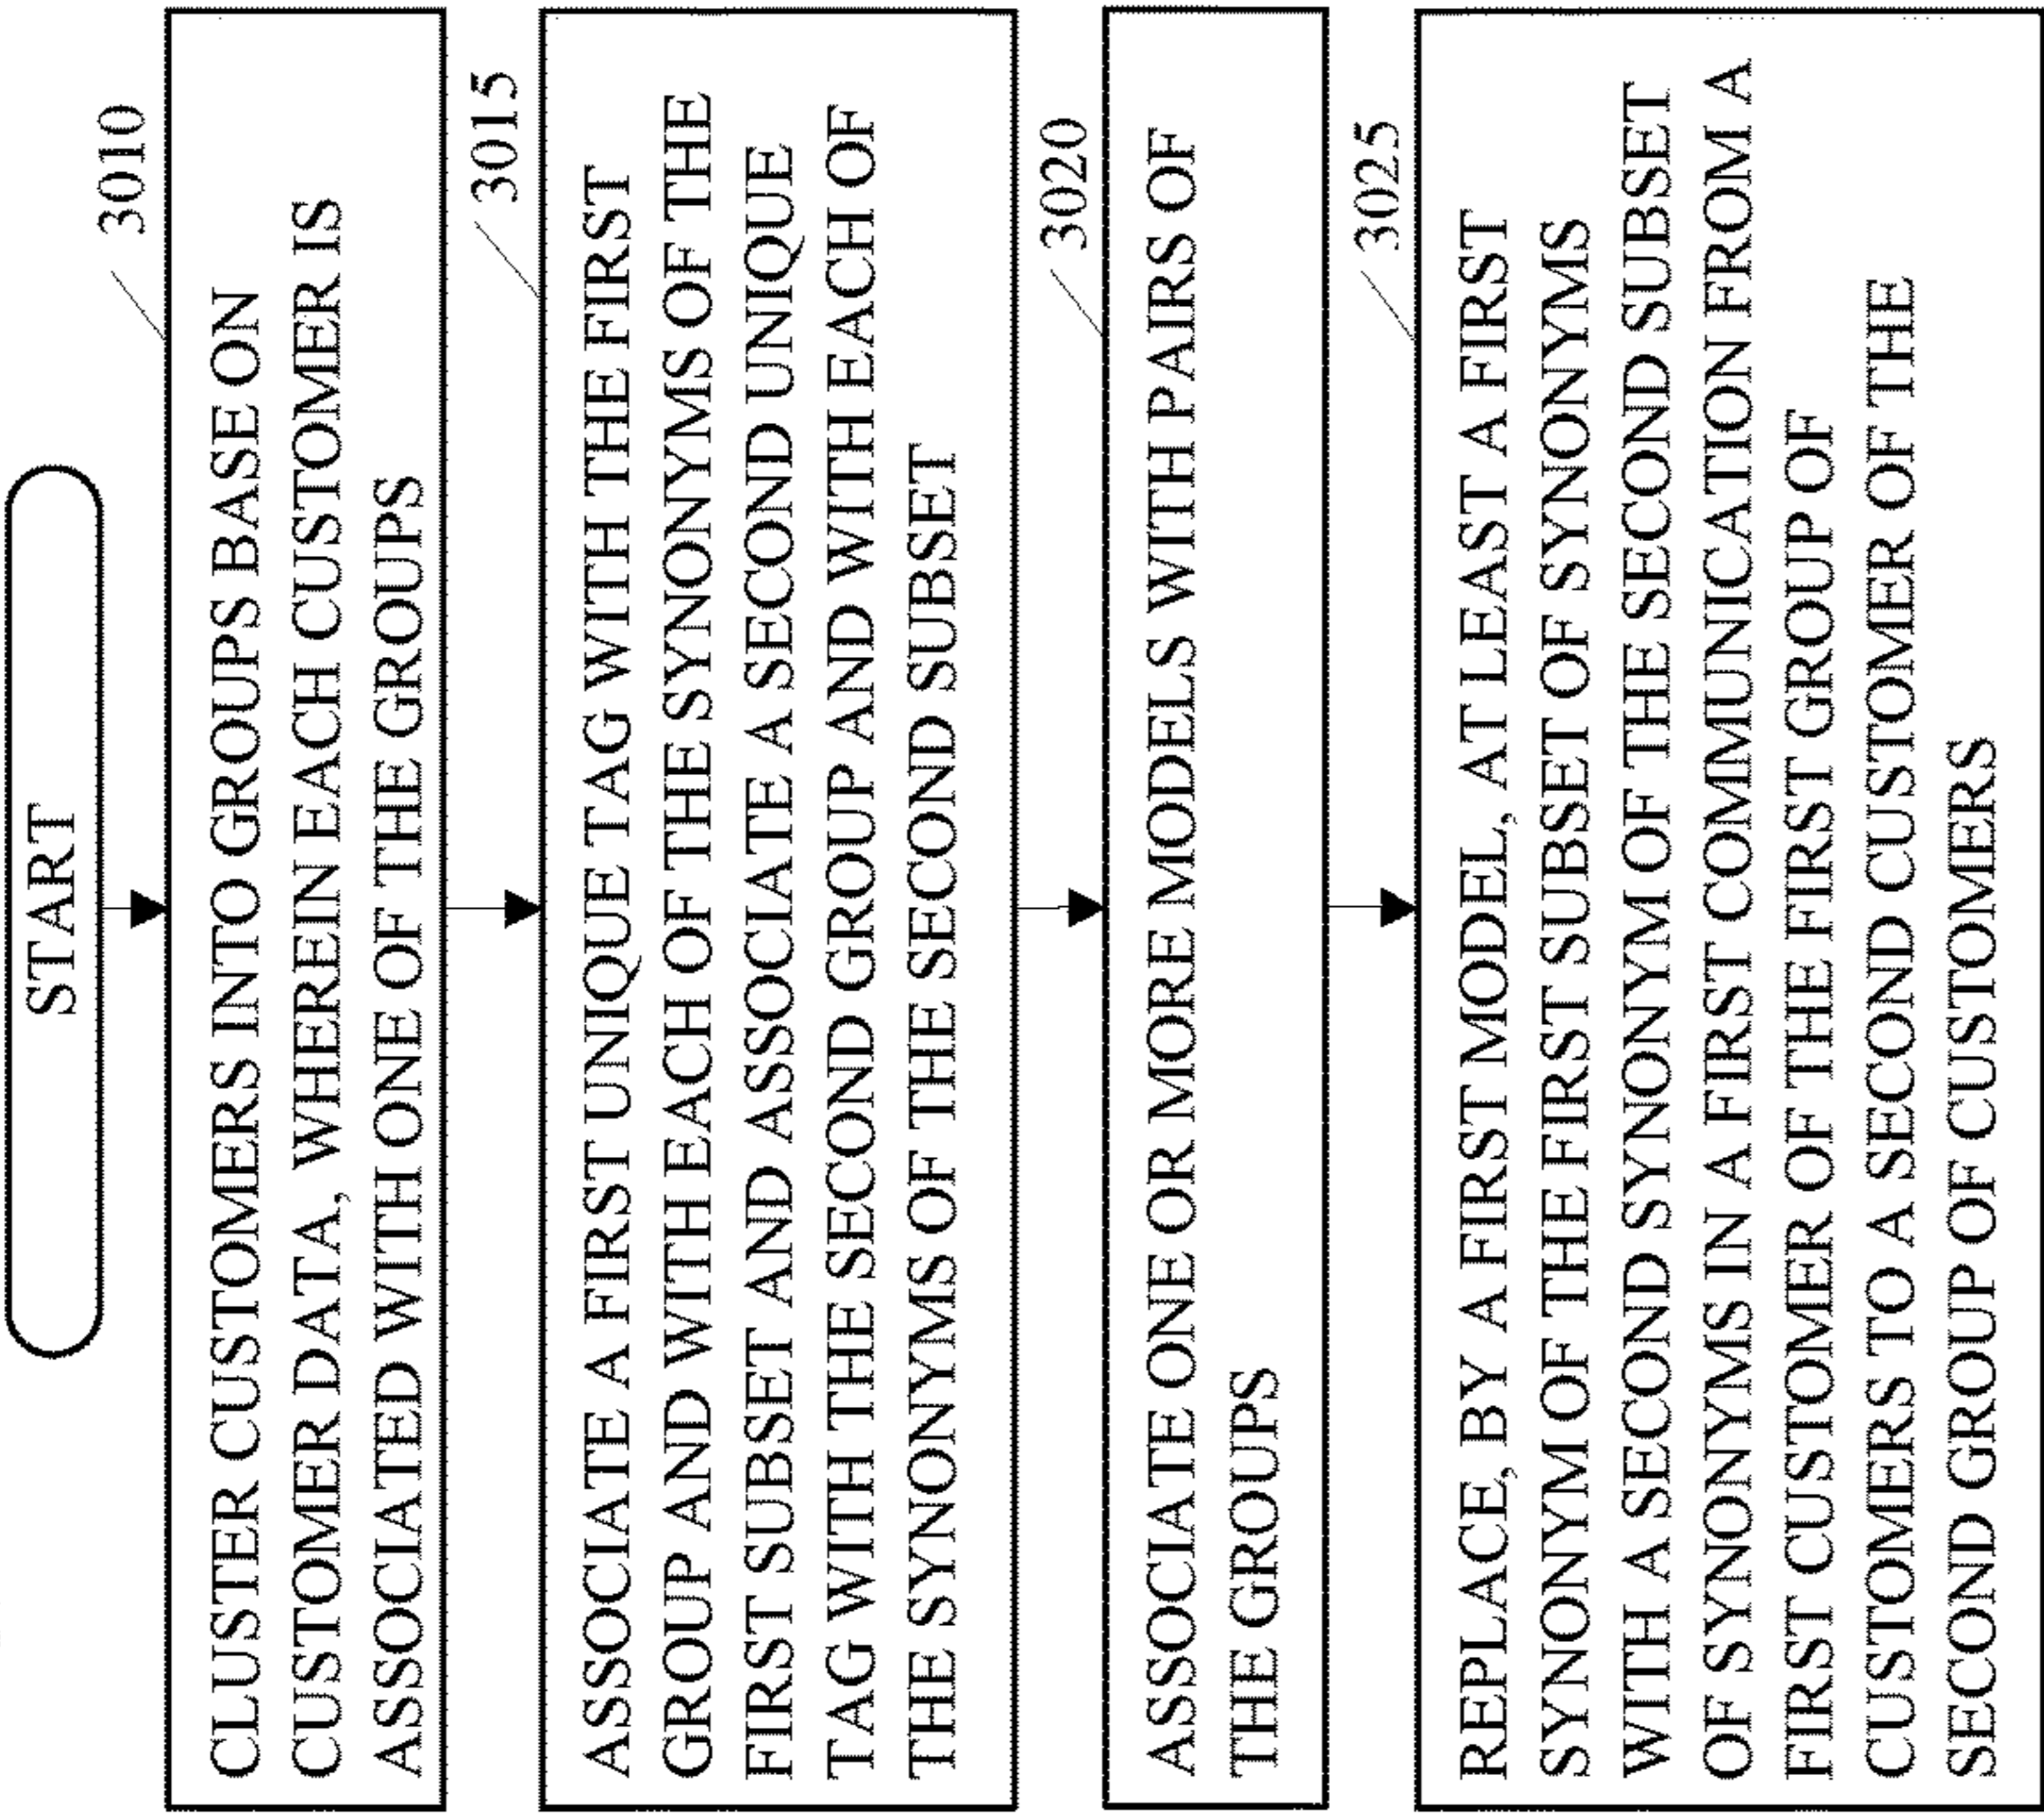 START
3010
CLUSTER CUSTOMERS INTO GROUPS BASE ON
CUSTOMER DATA, WHEREIN EACH CUSTOMER IS
ASSOCIATED WITH ONE OF THE GROUPS
3015
ASSOCIATE A FIRST UNIQUE TAG WITH THE FIRST
GROUP AND WITH EACH OF THE SYNONYMS OF THE
FIRST SUBSET AND ASSOCIATE A SECOND UNIQUE
TAG WITH THE SECOND GROUP AND WITH EACH OF
THE SYNONYMS OF THE SECOND SUBSET
3020
ASSOCIATE ONE OR MORE MODELS WITH PAIRS OF
THE GROUPS
3025
REPLACE, BY A FIRST MODEL, AT LEAST A FIRST
SYNONYM OF THE FIRST SUBSET OF SYNONYMS
WITH A SECOND SYNONYM OF THE SECOND SUBSET
OF SYNONYMS IN A FIRST COMMUNICATION FROM A
FIRST CUSTOMER OF THE FIRST GROUP OF
CUSTOMERS TO A SECOND CUSTOMER OF THE
SECOND GROUP OF CUSTOMERS